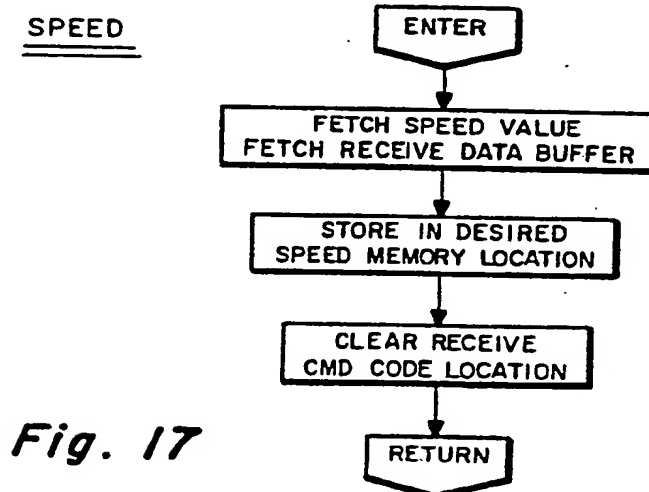 SPEED
ENTER
FETCH SPEED VALUE
FETCH RECEIVE DATA BUFFER
STORE IN DESIRED
SPEED MEMORY LOCATION
CLEAR RECEIVE
CMD CODE LOCATION
RETURN
Fig. 17